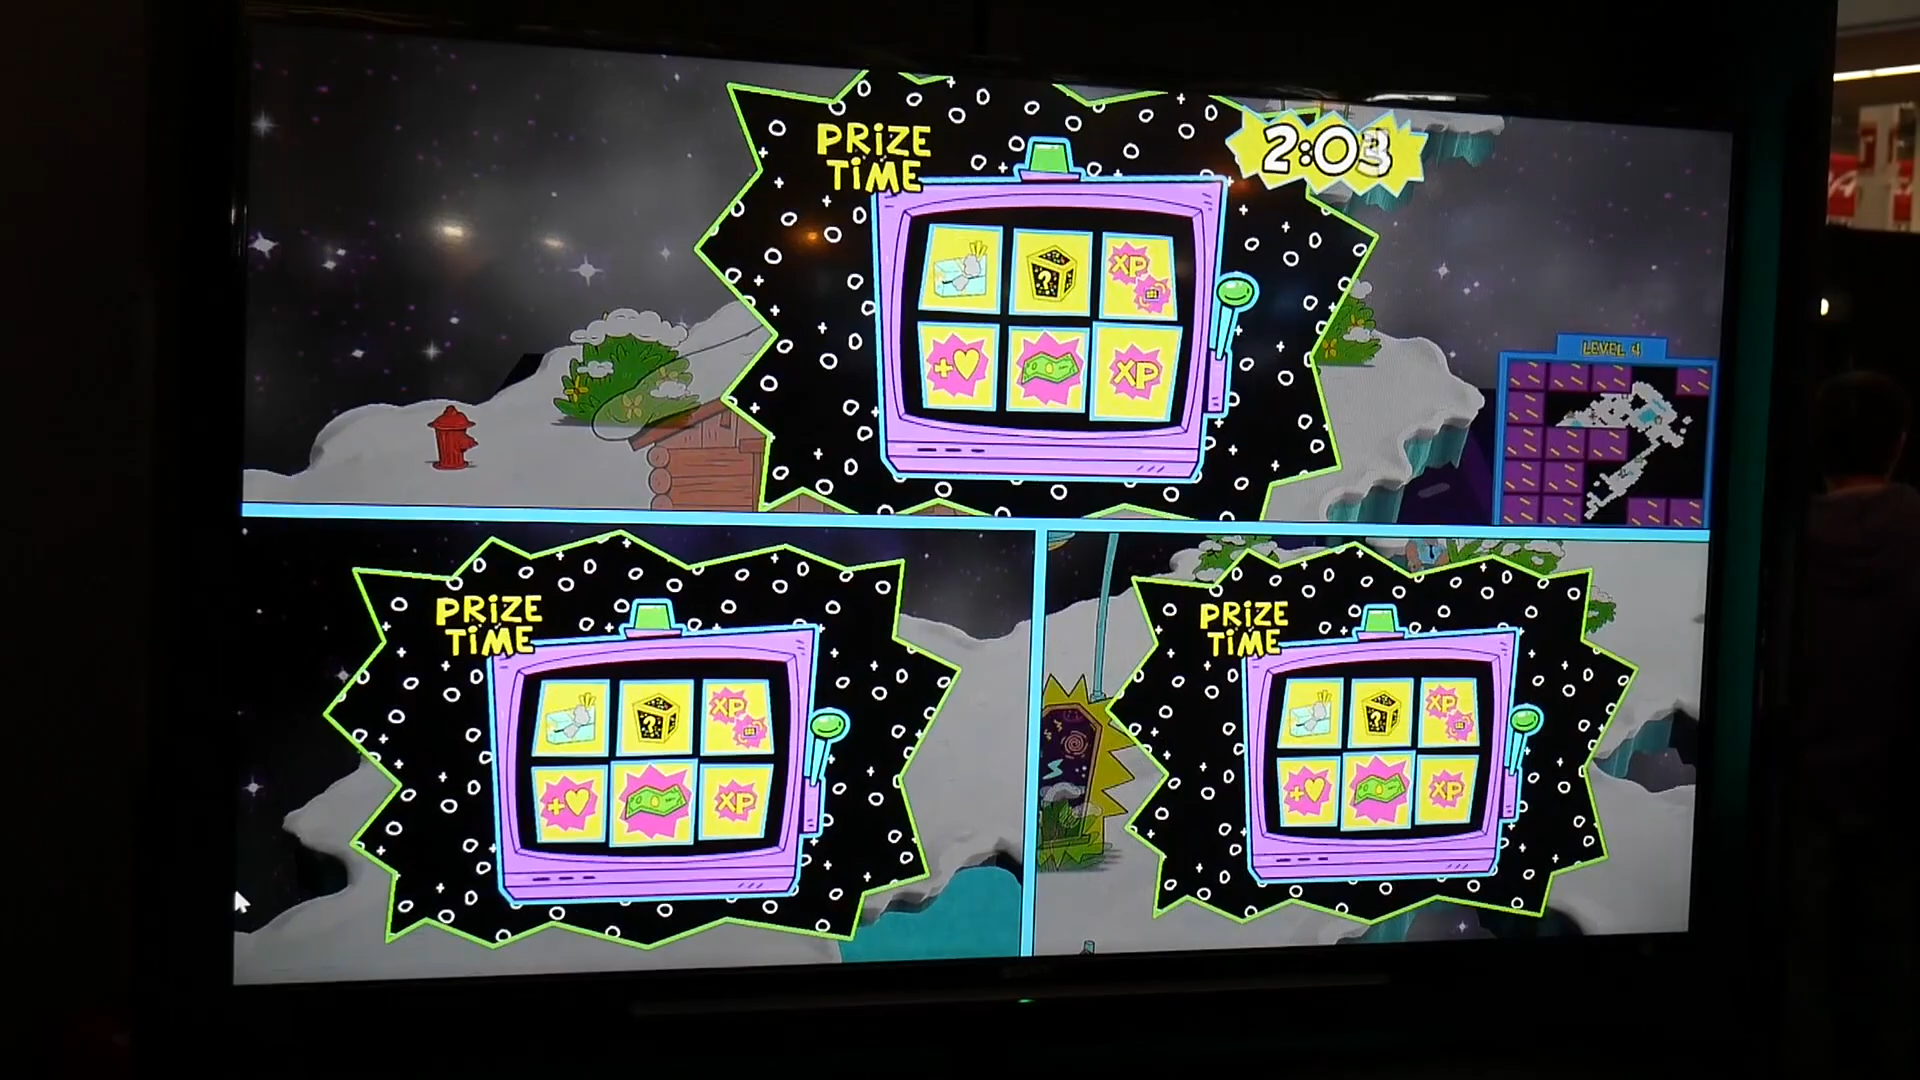 PRIZE
TIME
2:03
?
XP
+
XP
LEVEL 4
PRIZE
TIME
?
XP
+
XP
PRIZE
TIME
?
XP
+
XP